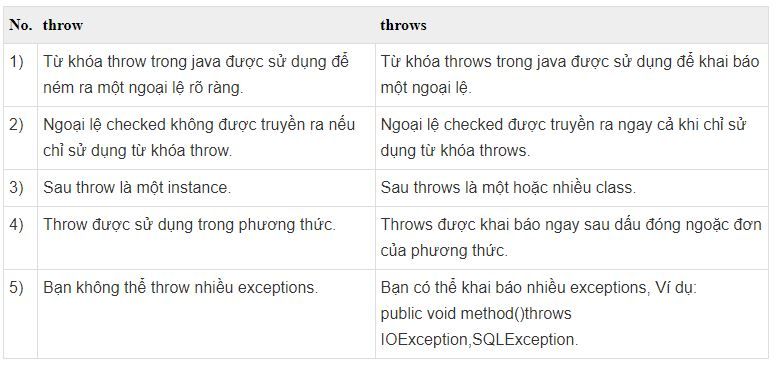 No. throw throws
1) Từ khóa throw trong java được sử dụng để
ném ra một ngoại lệ rõ ràng.
Từ khóa throws trong java được sử dụng để khai báo
một ngoại lệ.
2) Ngoại lệ checked không được truyền ra nếu
chỉ sử dụng từ khóa throw.
Ngoại lệ checked được truyền ra ngay cả khi chỉ sử
dụng từ khóa throws.
3) Sau throw là một instance.
Sau throws là một hoặc nhiều class.
4) Throw được sử dụng trong phương thức.
Throws được khai báo ngay sau dấu đóng ngoặc đơn
của phương thức.
5) Bạn không thể throw nhiều exceptions.
Bạn có thể khai báo nhiều exceptions, Ví dụ:
public void method()throws
IOException,SQLException.